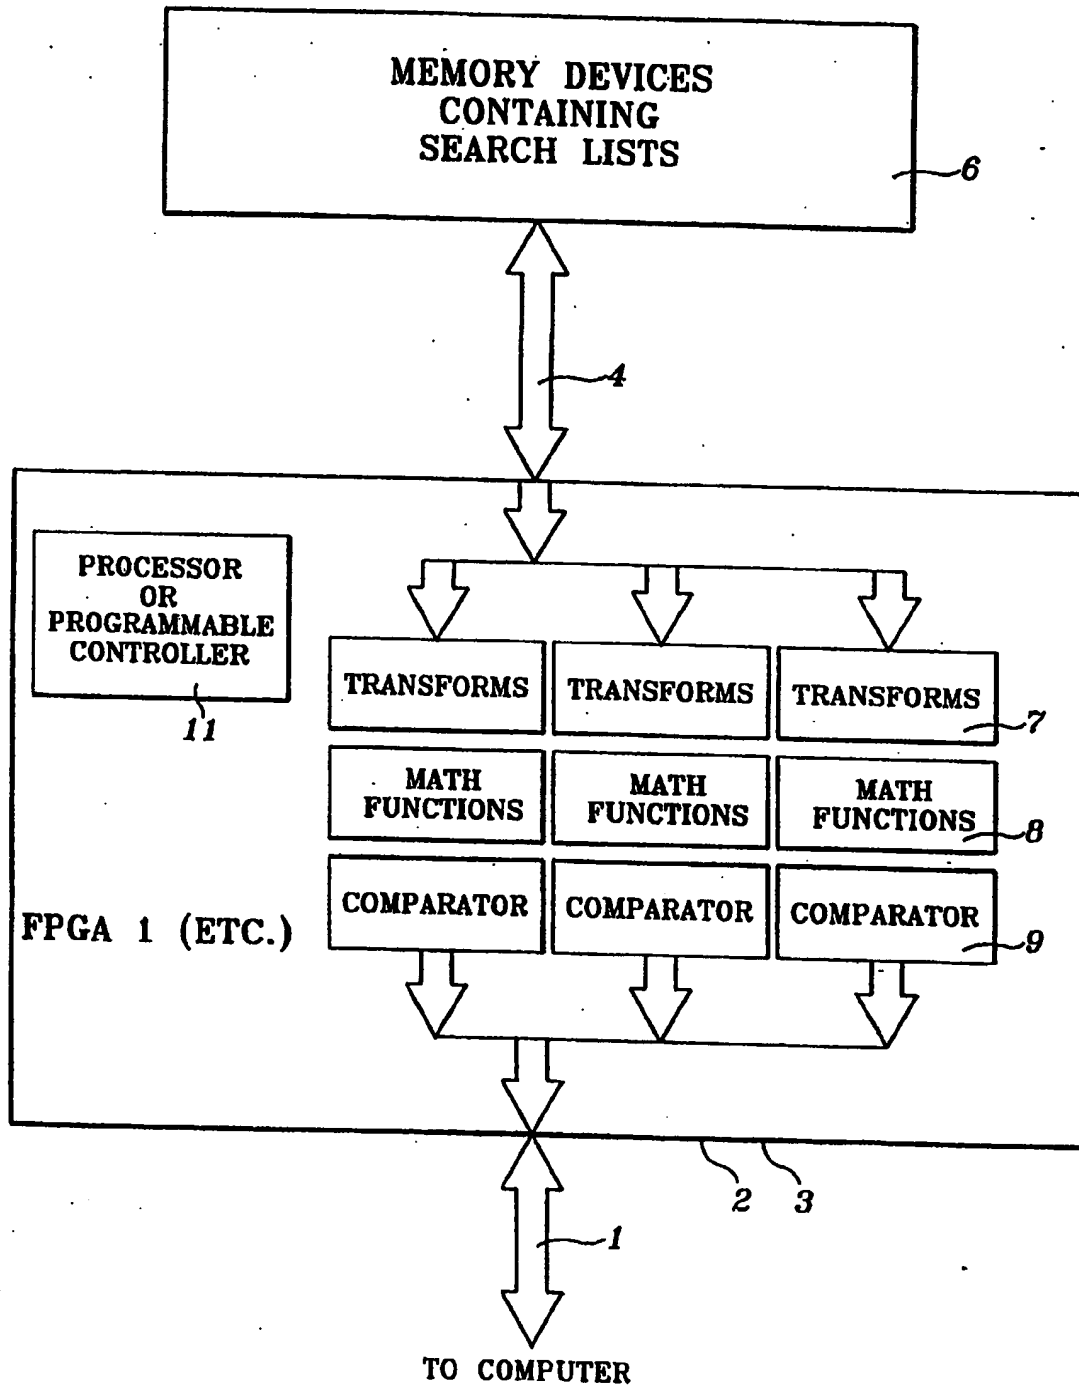 MEMORY DEVICES
CONTAINING
SEARCH LISTS
6
4
PROCESSOR
OR
PROGRAMMABLE
CONTROLLER
11
TRANSFORMS TRANSFORMS TRANSFORMS
7
MATH
FUNCTIONS
MATH
FUNCTIONS
MATH
FUNCTIONS
8
COMPARATOR COMPARATOR COMPARATOR
9
FPGA 1 (ETC.)
2 3
1
TO COMPUTER